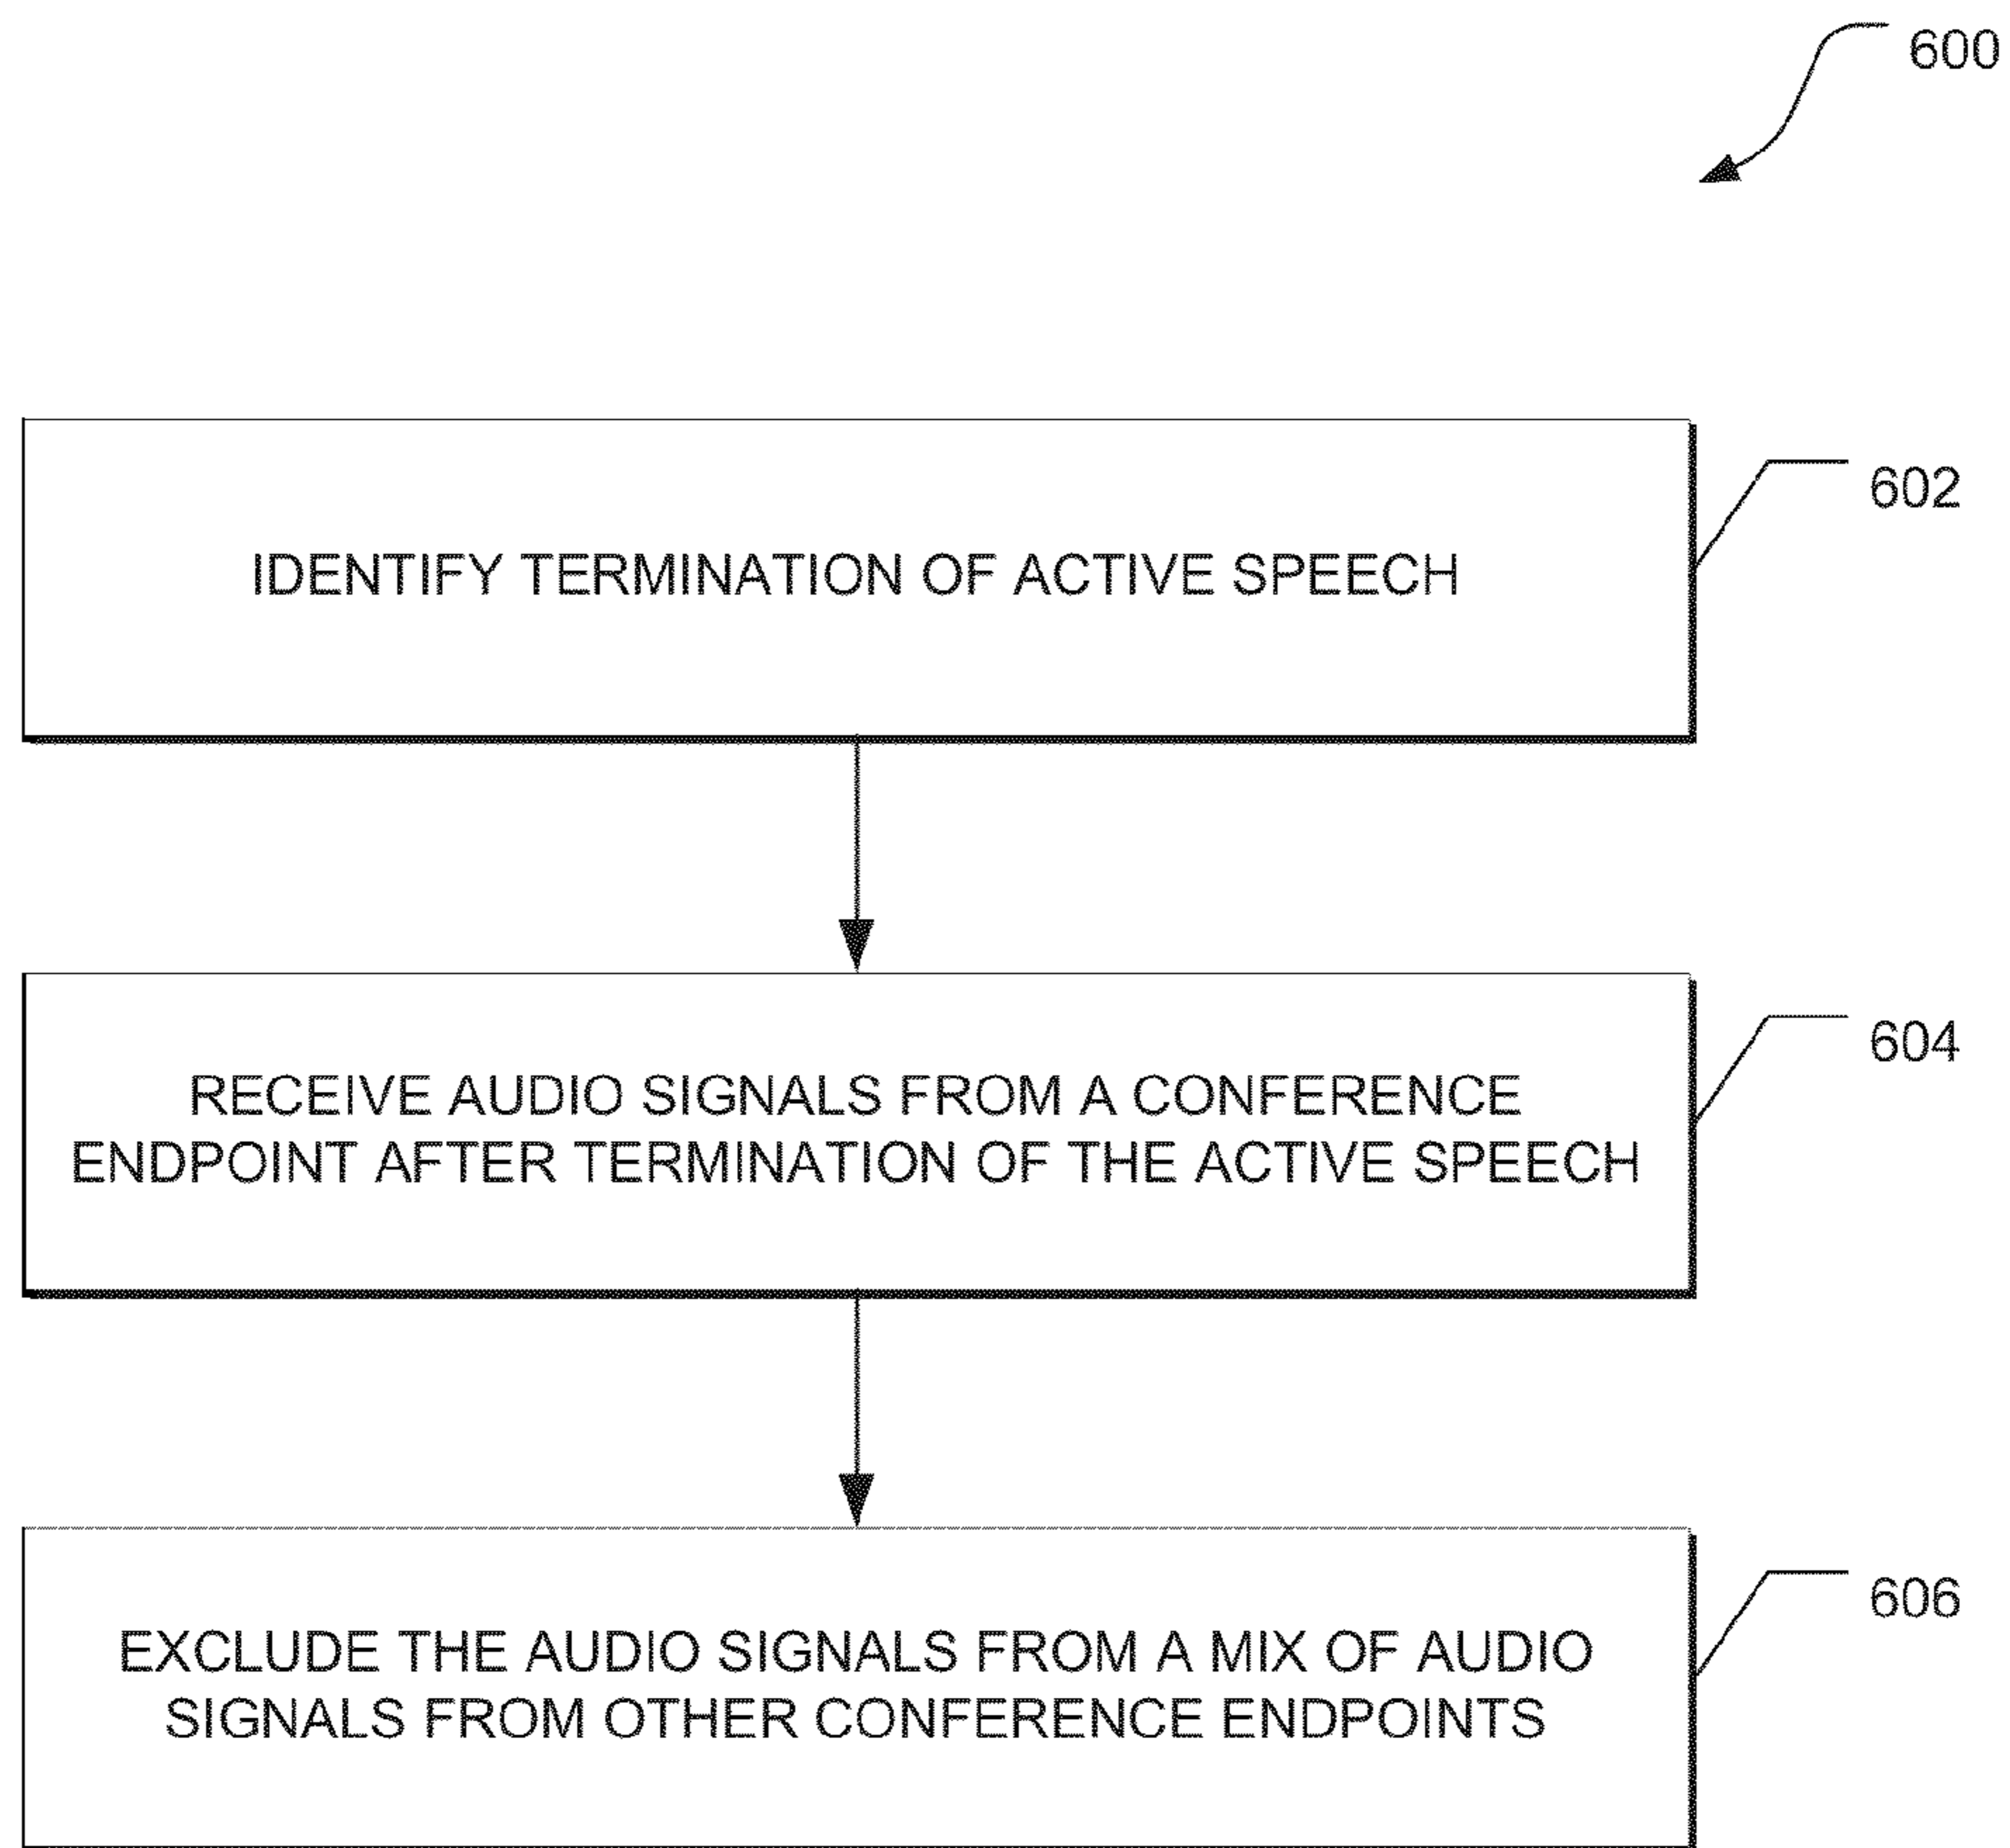 600
IDENTIFY TERMINATION OF ACTIVE SPEECH
602
RECEIVE AUDIO SIGNALS FROM A CONFERENCE
ENDPOINT AFTER TERMINATION OF THE ACTIVE SPEECH
604
EXCLUDE THE AUDIO SIGNALS FROM A MIX OF AUDIO
SIGNALS FROM OTHER CONFERENCE ENDPOINTS
606